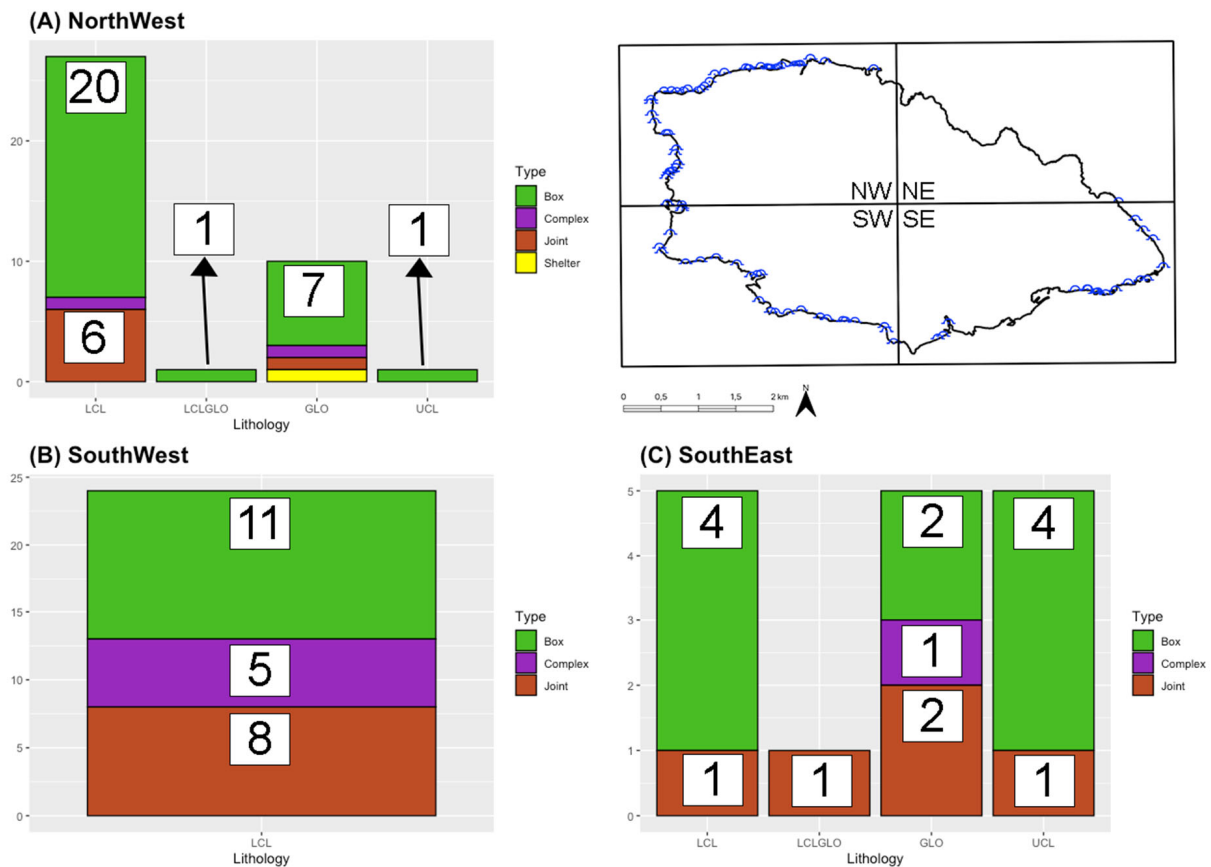 (A) NorthWest
20
10
0
20
6
1
7
1
LCL
LCLGLO
GLO
UCL
Lithology
Type
Box
Complex
Joint
Shelter
NW NE
SW SE
0 0,5 1 1,5 2 km
N
(B) SouthWest
25
20
15
10
5
0
11
5
8
LCL
Lithology
Type
Box
Complex
Joint
(C) SouthEast
5
4
3
2
1
0
4
1
1
2
1
2
4
1
LCL
LCLGLO
GLO
UCL
Lithology
Type
Box
Complex
Joint